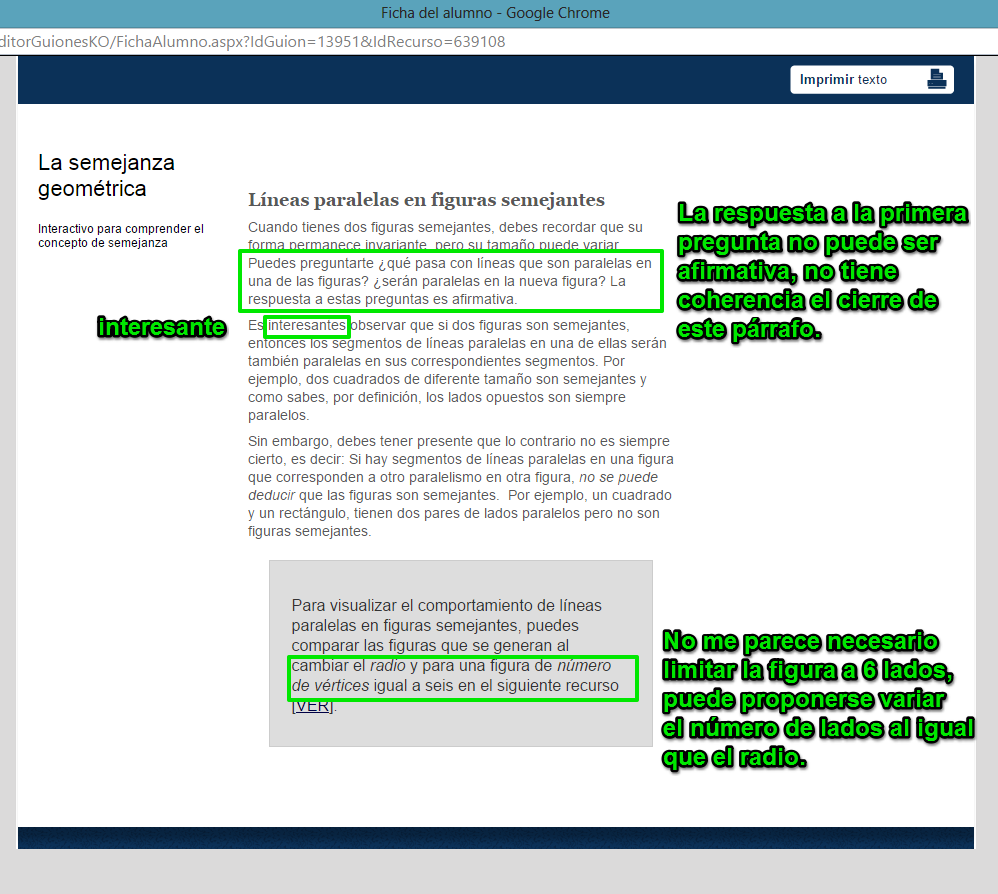 Ficha del alumno - Google Chrome
ditorGuionesKO/FichaAlumno.aspx?IdGuion=13951&IdRecurso=639108
Imprimir texto
La semejanza
geométrica
Interactivo para comprender el
concepto de semejanza
Líneas paralelas en figuras semejantes
Cuando tienes dos figuras semejantes, debes recordar que su
forma permanece invariante, pero su tamaño puede variar.
Puedes preguntarte ¿qué pasa con líneas que son paralelas en
una de las figuras? ¿serán paralelas en la nueva figura? La
respuesta a estas preguntas es afirmativa.
Es interesantes observar que si dos figuras son semejantes,
entonces los segmentos de líneas paralelas en una de ellas serán
también paralelas en sus correspondientes segmentos. Por
ejemplo, dos cuadrados de diferente tamaño son semejantes y
como sabes, por definición, los lados opuestos son siempre
paralelos.
Sin embargo, debes tener presente que lo contrario no es siempre
cierto, es decir: Si hay segmentos de líneas paralelas en una figura
que corresponden a otro paralelismo en otra figura, no se puede
deducir que las figuras son semejantes.  Por ejemplo, un cuadrado
y un rectángulo, tienen dos pares de lados paralelos pero no son
figuras semejantes.
Para visualizar el comportamiento de líneas
paralelas en figuras semejantes, puedes
comparar las figuras que se generan al
cambiar el radio y para una figura de número
de vértices igual a seis en el siguiente recurso
[VER].
La respuesta a la primera
pregunta no puede ser
afirmativa, no tiene
coherencia el cierre de
este párrafo.
interesante
No me parece necesario
limitar la figura a 6 lados,
puede proponerse variar
el número de lados al igual
que el radio.